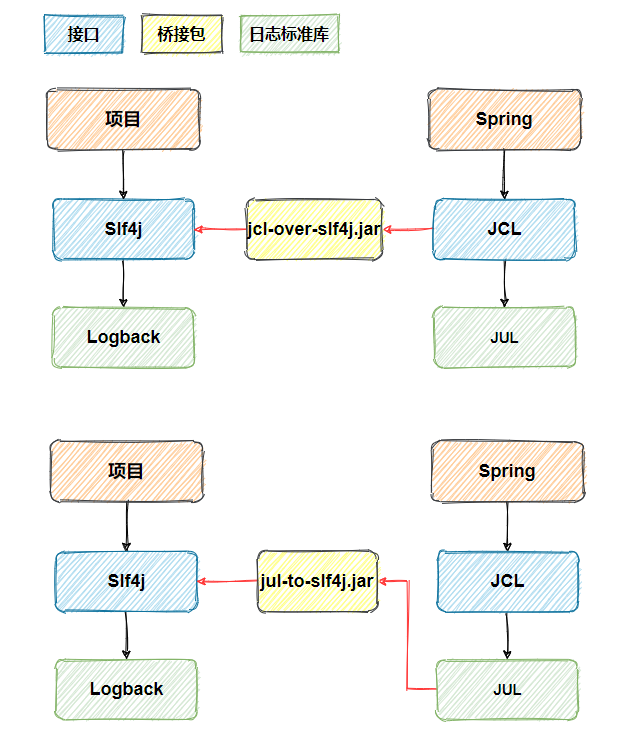 接口
桥接包
日志标准库
项目
Spring
Slf4j
jcl-over-slf4j.jar
JCL
Logback
JUL
项目
Spring
Slf4j
jul-to-slf4j.jar
JCL
Logback
JUL